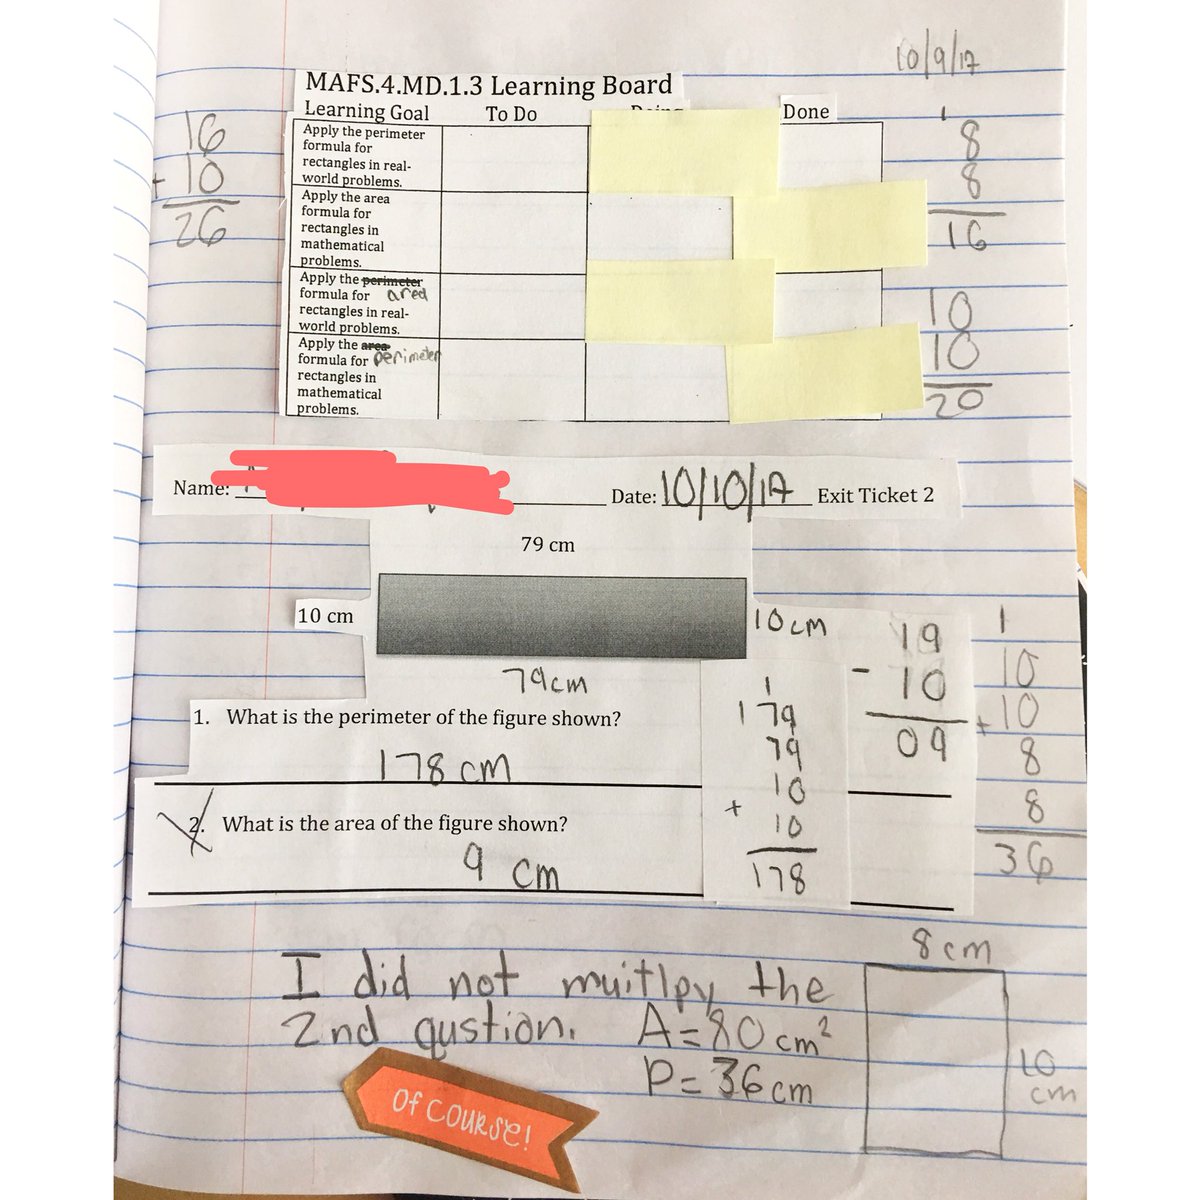 10/9/17
MAFS.4.MD.1.3 Learning Board
Learning Goal To Do Done
Apply the perimeter
formula for
rectangles in real-
world problems.
Apply the area
formula for
rectangles in
mathematical
problems.
Apply the perimeter
formula for area
rectangles in real-
world problems.
Apply the area
formula for perimeter
rectangles in
mathematical
problems.
16
+ 10
26
1
8
8
16
10
10
20
Name:
Date: 10/10/17 Exit Ticket 2
79 cm
10 cm
10 cm
79 cm
1. What is the perimeter of the figure shown?
178 cm
2. What is the area of the figure shown?
9 cm
1
179
79
10
+ 10
178
19
- 10
09
1
10
+ 10
8
8
36
I did not muitlpy the
2nd qustion. A=80 cm²
P=36 cm
8 cm
10
cm
OF COURSE!